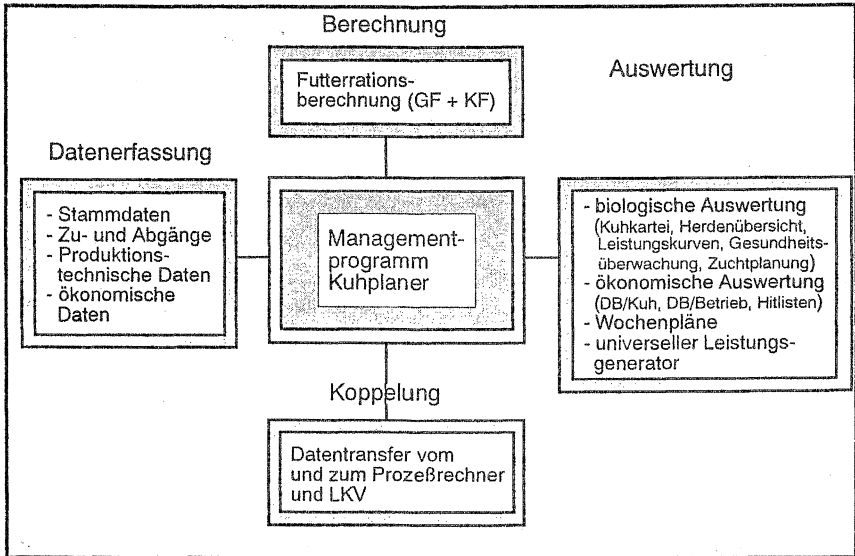 Berechnung
Futterrations-
berechnung (GF + KF)
Auswertung
Datenerfassung
- Stammdaten
- Zu- und Abgänge
- Produktions-
technische Daten
- ökonomische
Daten
Management-
programm
Kuhplaner
- biologische Auswertung
(Kuhkartei, Herdenübersicht,
Leistungskurven, Gesundheits-
überwachung, Zuchtplanung)
- ökonomische Auswertung
(DB/Kuh, DB/Betrieb, Hitlisten)
- Wochenpläne
- universeller Leistungs-
generator
Koppelung
Datentransfer vom
und zum Prozeßrechner
und LKV